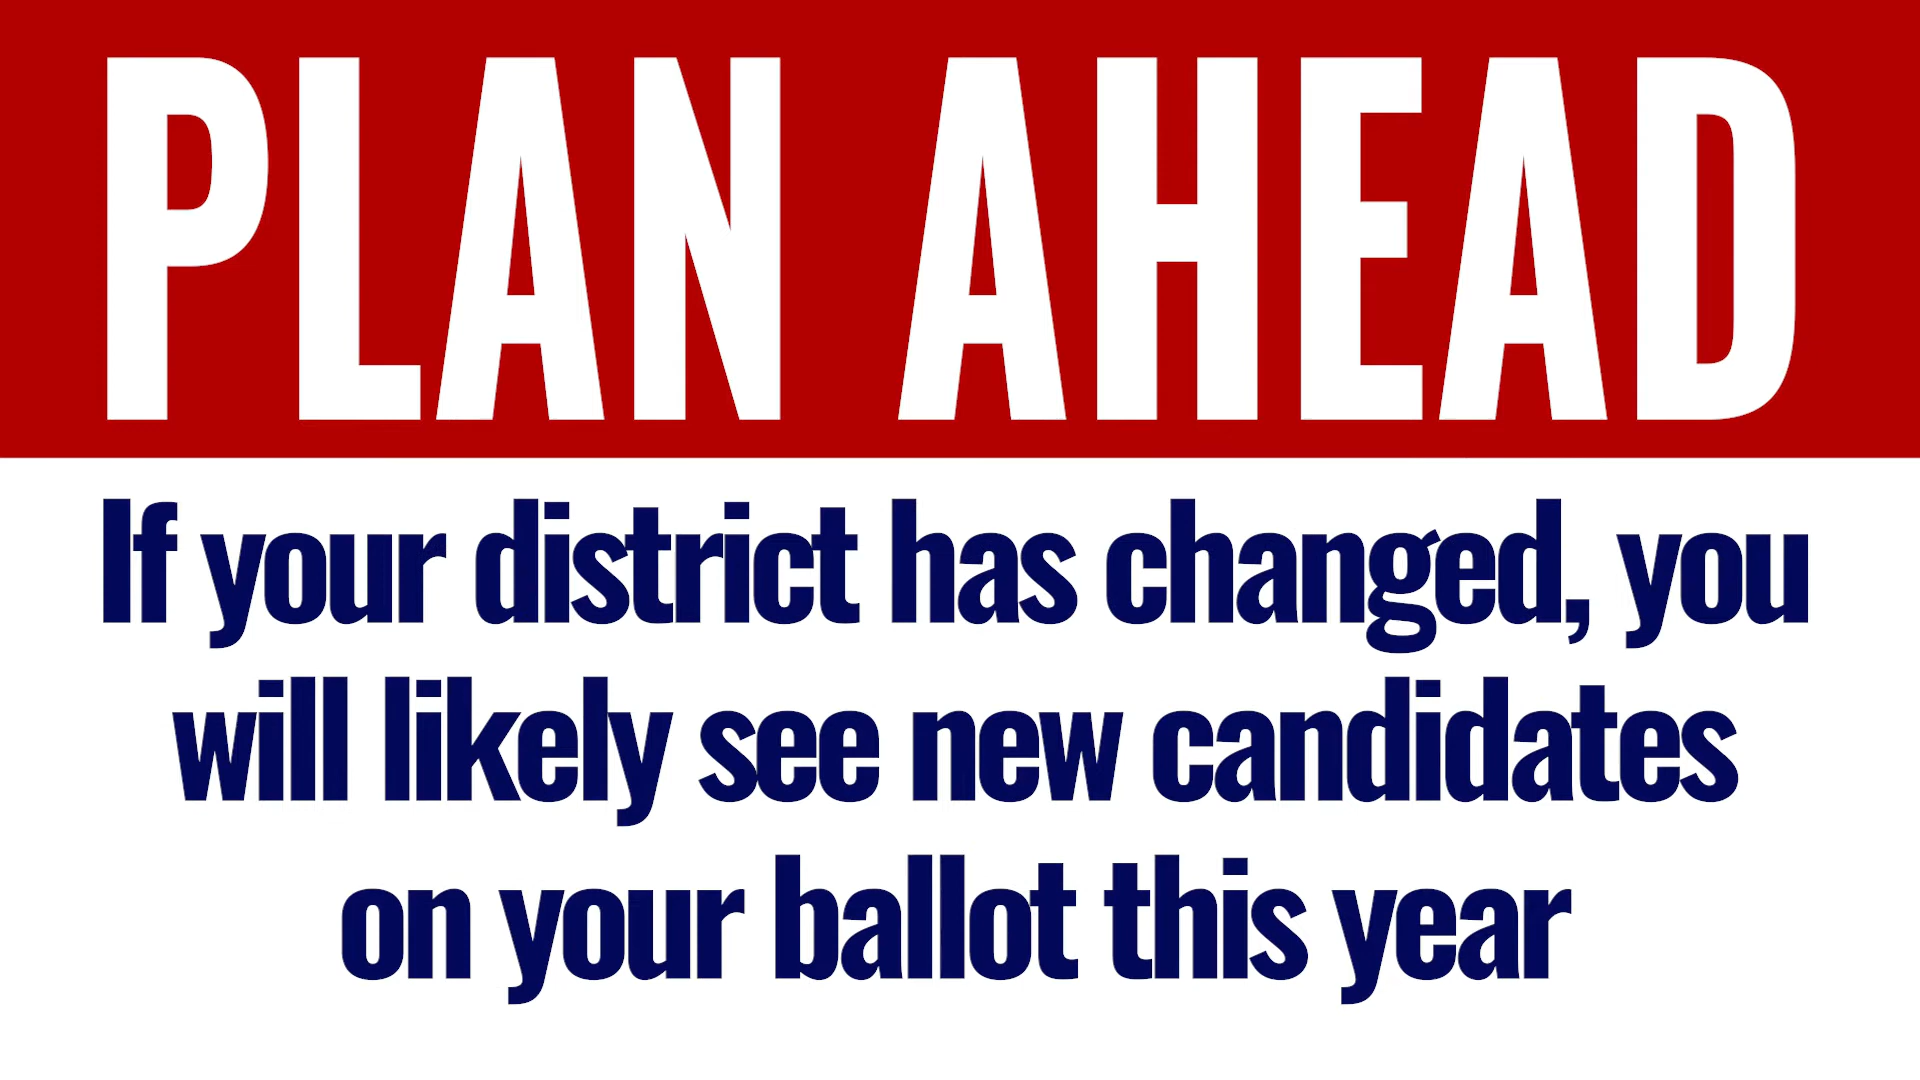 PLAN AHEAD
If your district has changed, you
will likely see new candidates
on your ballot this year